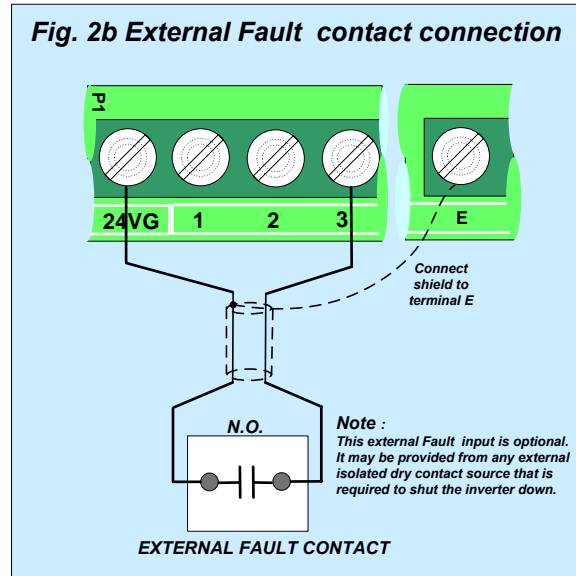 Fig. 2b External Fault contact connection
P1
24VG 1 2 3 E
Connect
shield to
terminal E
N.O.
Note :
This external Fault input is optional.
It may be provided from any external
isolated dry contact source that is
required to shut the inverter down.
EXTERNAL FAULT CONTACT